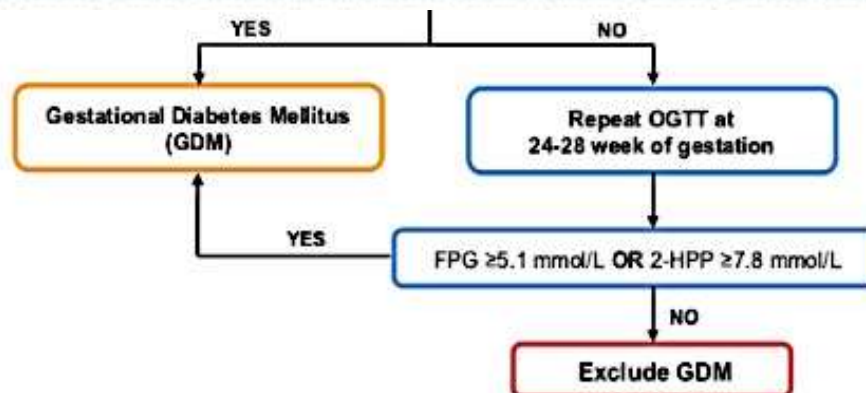 YES
NO
Gestational Diabetes Mellitus
(GDM)
Repeat OGTT at
24-28 week of gestation
YES
FPG ≥5.1 mmol/L OR 2-HPP ≥7.8 mmol/L
NO
Exclude GDM